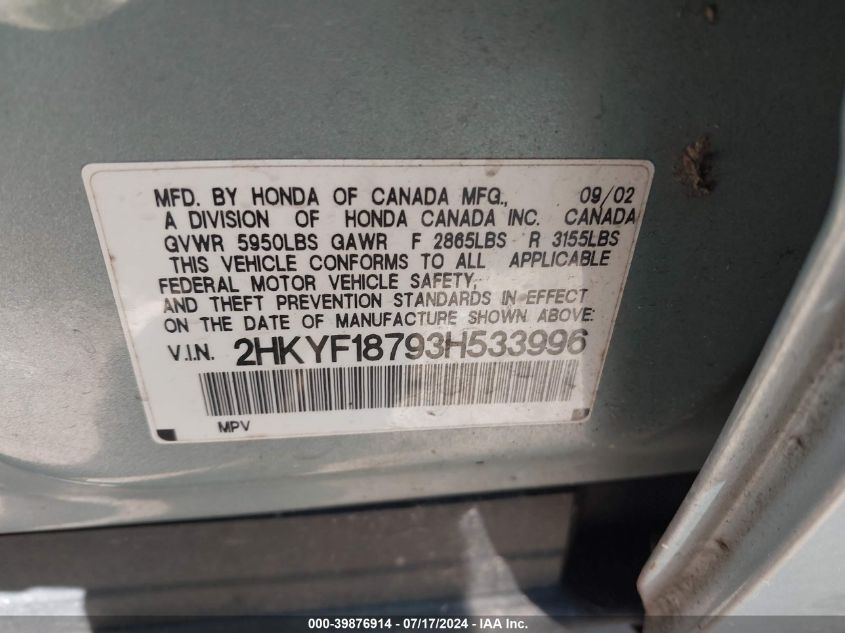 MFD. BY HONDA OF CANADA MFG., 09/02
A DIVISION OF HONDA CANADA INC. CANADA
GVWR 5950LBS GAWR F 2865LBS R 3155LBS
THIS VEHICLE CONFORMS TO ALL APPLICABLE
FEDERAL MOTOR VEHICLE SAFETY,
AND THEFT PREVENTION STANDARDS IN EFFECT
ON THE DATE OF MANUFACTURE SHOWN ABOVE:
V.I.N. 2HKYF18793H533996
MPV
000-39876914 / 07/17/2024 - IAA Inc.